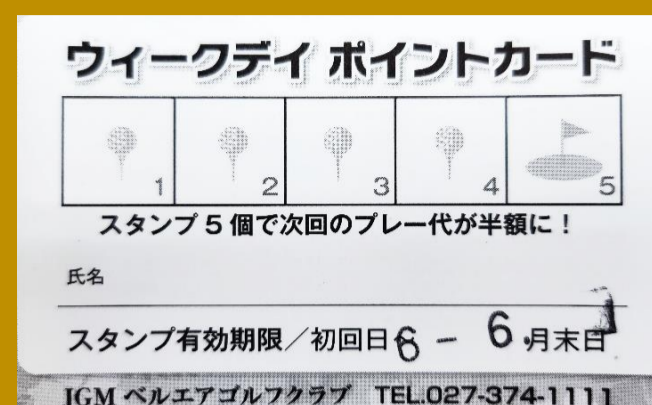 ウィークデイ ポイントカード
1 2 3 4 5
スタンプ5個で次回のプレー代が半額に!
氏名
スタンプ有効期限/初回日 6 - 6.月末日
IGM ベルエアゴルフクラブ TEL.027-374-1111